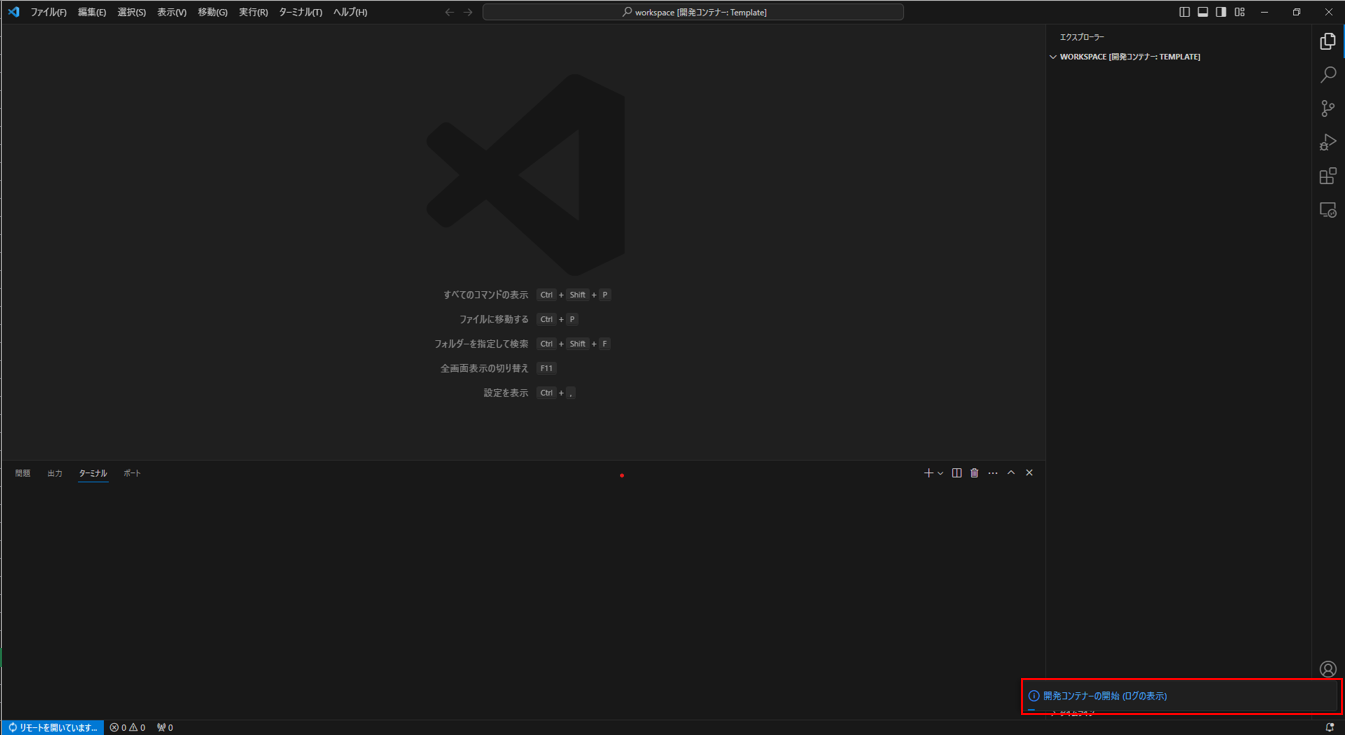 ファイル(F) 編集(E) 選択(S) 表示(V) 移動(G) 実行(R) ターミナル(T) ヘルプ(H)
workspace [開発コンテナー: Template]
エクスプローラー
WORKSPACE [開発コンテナー: TEMPLATE]
すべてのコマンドの表示 Ctrl + Shift + P
ファイルに移動する Ctrl + P
フォルダーを指定して検索 Ctrl + Shift + F
全画面表示の切り替え F11
設定を表示 Ctrl + ,
問題 出力 ターミナル ポート
開発コンテナーの開始 (ログの表示)
リモートを開いています... 0 0 0